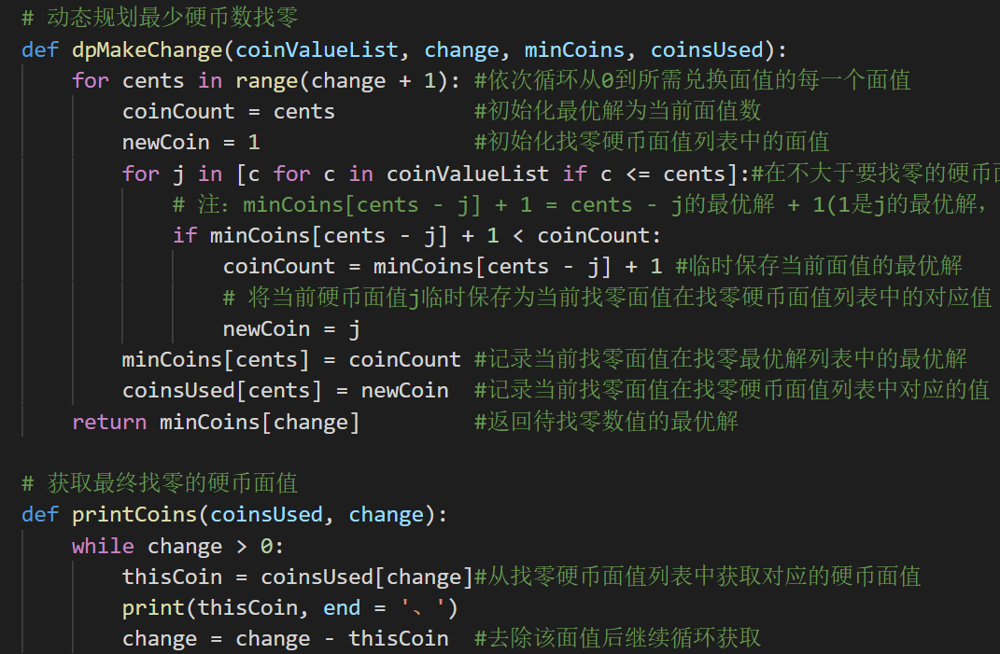 # 动态规划最少硬币数找零
def dpMakeChange(coinValueList, change, minCoins, coinsUsed):
    for cents in range(change + 1): #依次循环从0到所需兑换面值的每一个面值
        coinCount = cents           #初始化最优解为当前面值数
        newCoin = 1                 #初始化找零硬币面值列表中的面值
        for j in [c for c in coinValueList if c <= cents]:#在不大于要找零的硬币
            # 注：minCoins[cents - j] + 1 = cents - j的最优解 + 1(1是j的最优解，
            if minCoins[cents - j] + 1 < coinCount:
                coinCount = minCoins[cents - j] + 1 #临时保存当前面值的最优解
                # 将当前硬币面值j临时保存为当前找零面值在找零硬币面值列表中的对应值
                newCoin = j
        minCoins[cents] = coinCount #记录当前找零面值在找零最优解列表中的最优解
        coinsUsed[cents] = newCoin  #记录当前找零面值在找零硬币面值列表中对应的值
    return minCoins[change]         #返回待找零数值的最优解
# 获取最终找零的硬币面值
def printCoins(coinsUsed, change):
    while change > 0:
        thisCoin = coinsUsed[change]#从找零硬币面值列表中获取对应的硬币面值
        print(thisCoin, end = '、')
        change = change - thisCoin  #去除该面值后继续循环获取